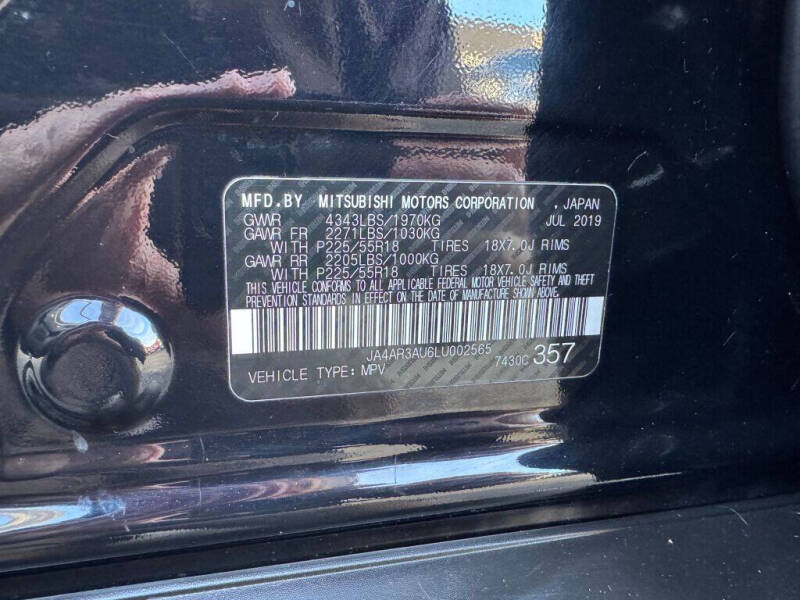 MFD.BY MITSUBISHI MOTORS CORPORATION . JAPAN
GVWR 4343LBS/1970KG JUL 2019
GAWR FR 2271LBS/1030KG
WITH P225/55R18 TIRES 18X7.0J RIMS
GAWR RR 2205LBS/1000KG
WITH P225/55R18 TIRES 18X7.0J RIMS
THIS VEHICLE CONFORMS TO ALL APPLICABLE FEDERAL MOTOR VEHICLE SAFETY AND THEFT
PREVENTION STANDARDS IN EFFECT ON THE DATE OF MANUFACTURE SHOWN ABOVE.
JA4AR3AU6LU002565
VEHICLE TYPE: MPV 7430C 357